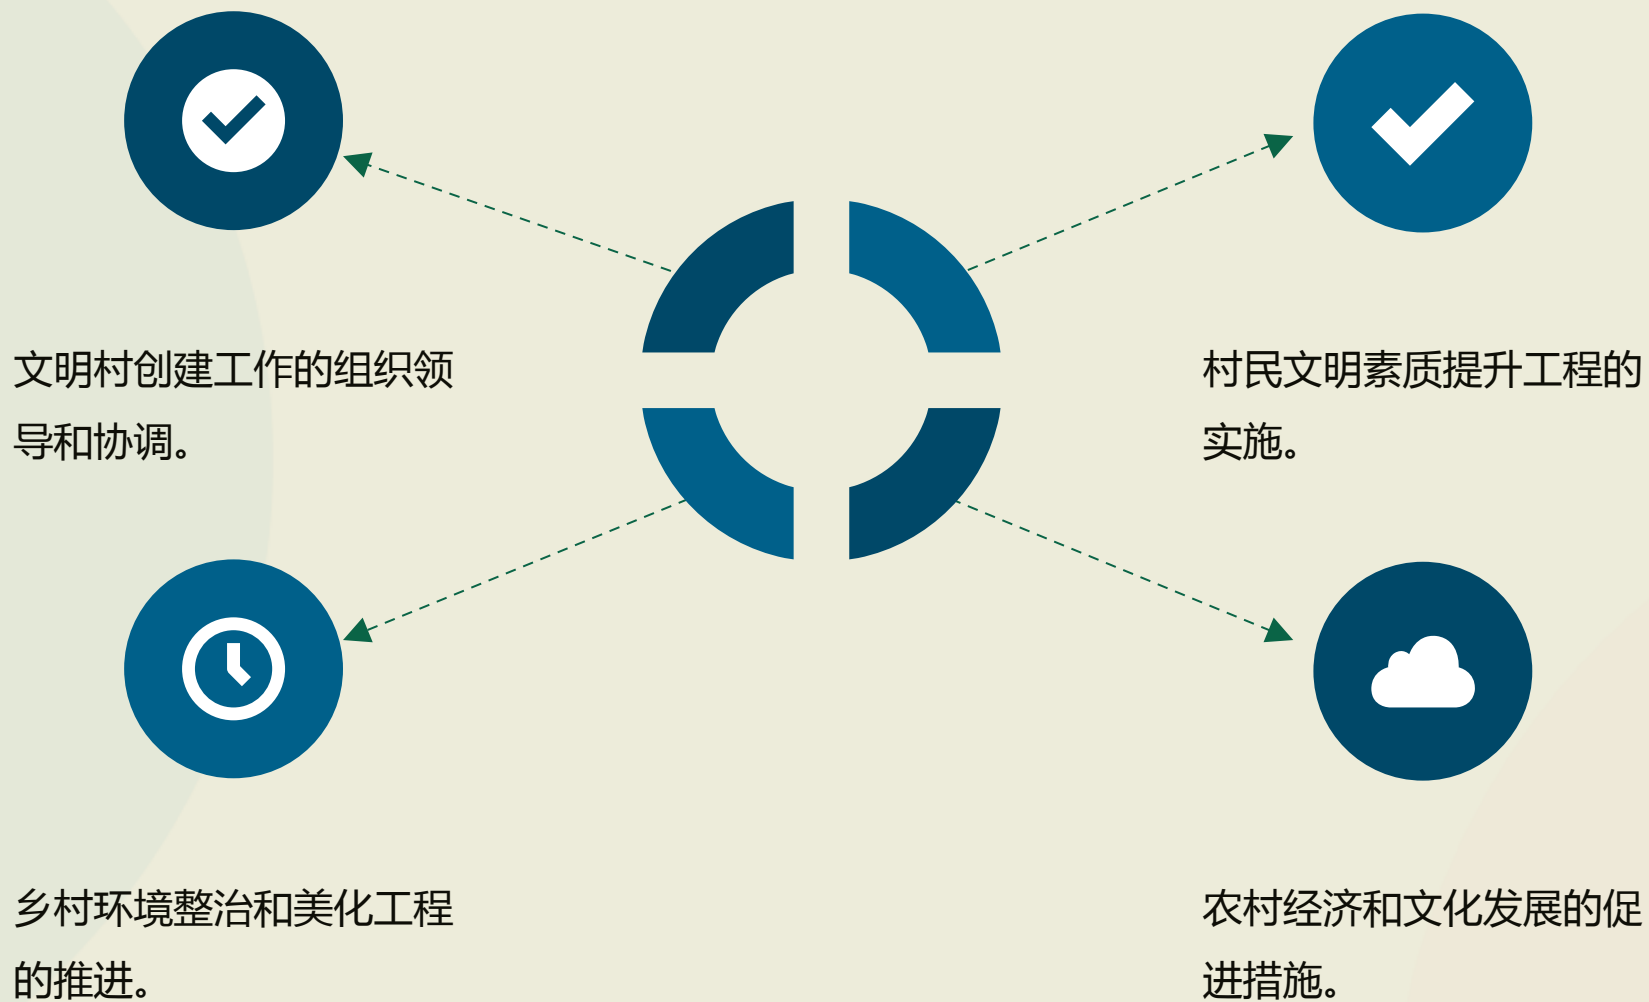 文明村创建工作的组织领
导和协调。
村民文明素质提升工程的
实施。
乡村环境整治和美化工程
的推进。
农村经济和文化发展的促
进措施。